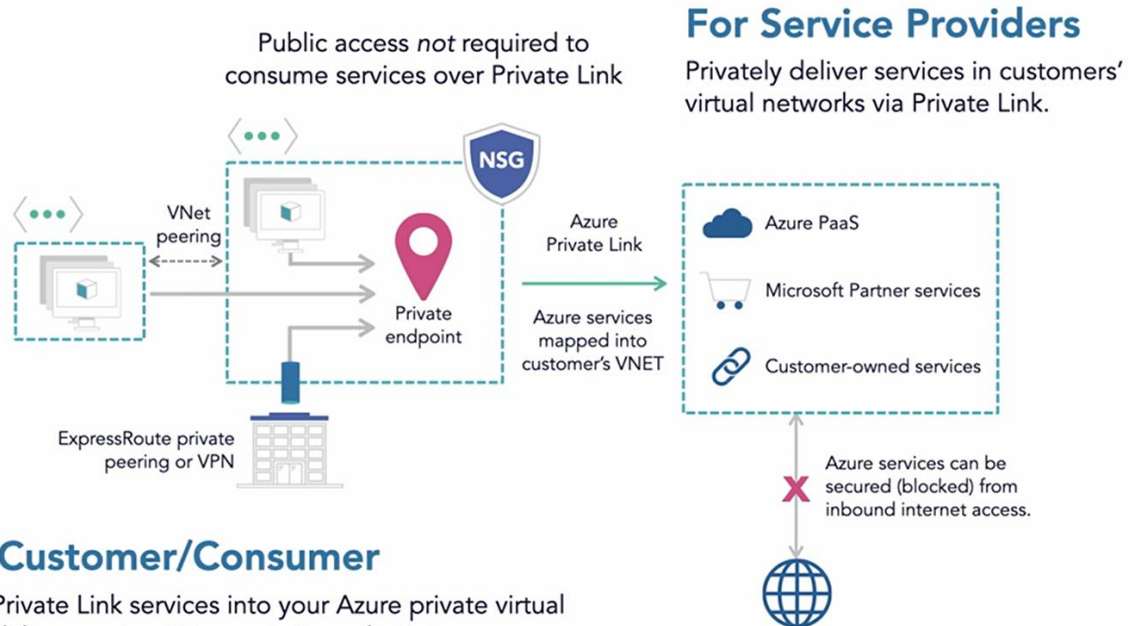 Public access not required to
consume services over Private Link
For Service Providers
Privately deliver services in customers'
virtual networks via Private Link.
NSG
VNet
peering
Private
endpoint
Azure
Private Link
Azure services
mapped into
customer's VNET
Azure PaaS
Microsoft Partner services
Customer-owned services
ExpressRoute private
peering or VPN
X
Azure services can be
secured (blocked) from
inbound internet access.
Customer/Consumer
Private Link services into your Azure private virtual